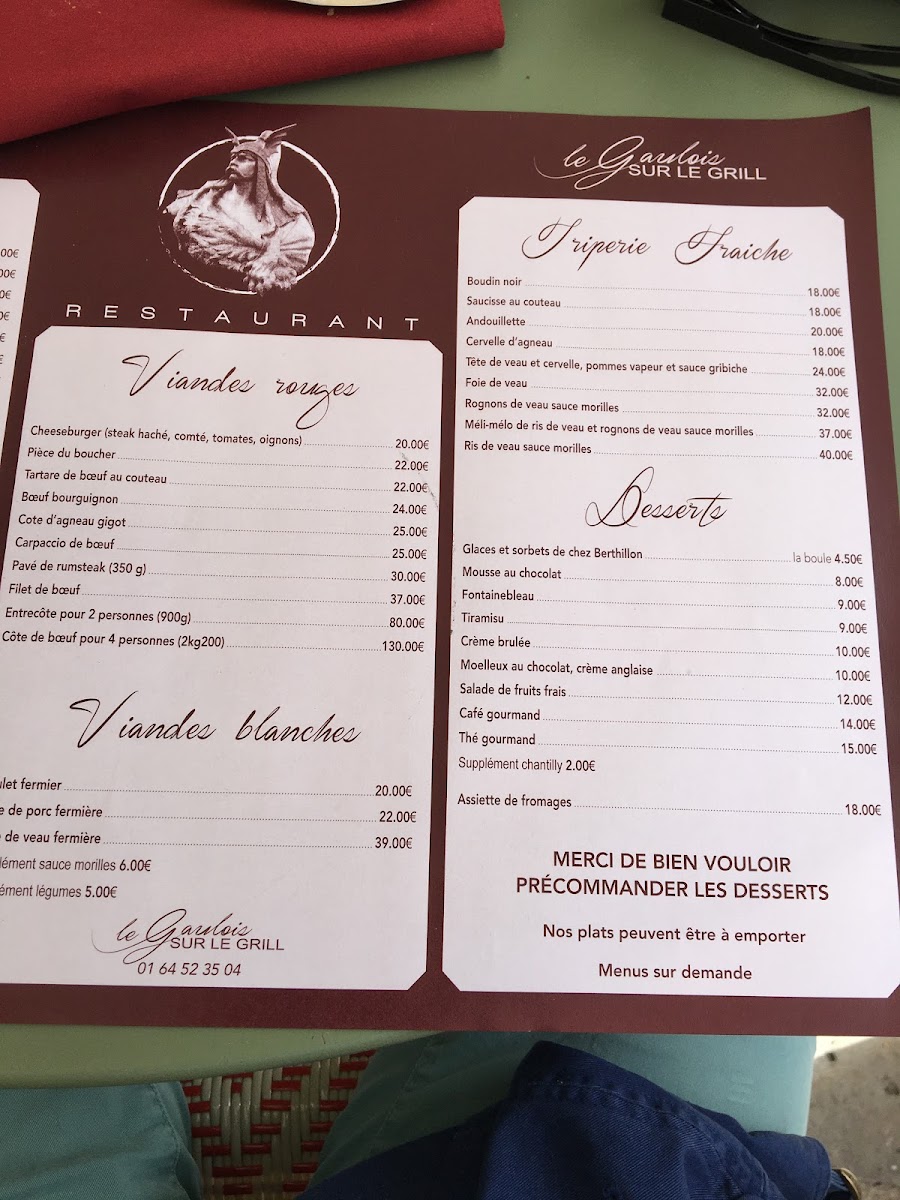 RESTAURANT
Viandes rouges
Cheeseburger (steak haché, comté, tomates, oignons) 20.00€
Pièce du boucher 22.00€
Tartare de bœuf au couteau 22.00€
Bœuf bourguignon 24.00€
Cote d'agneau gigot 25.00€
Carpaccio de bœuf 25.00€
Pavé de rumsteak (350 g) 30.00€
Filet de bœuf 37.00€
Entrecôte pour 2 personnes (900g) 80.00€
Côte de bœuf pour 4 personnes (2kg200) 130.00€
Viandes blanches
fermier 20.00€
de porc fermière 22.00€
de veau fermière 39.00€
sauce morilles 6.00€
légumes 5.00€
le Gaulois
SUR LE GRILL
01 64 52 35 04
le Gaulois
SUR LE GRILL
Triperie Fraiche
Boudin noir 18.00€
Saucisse au couteau 18.00€
Andouillette 20.00€
Cervelle d'agneau 18.00€
Tête de veau et cervelle, pommes vapeur et sauce gribiche 24.00€
Foie de veau 32.00€
Rognons de veau sauce morilles 32.00€
Méli-mélo de ris de veau et rognons de veau sauce morilles 37.00€
Ris de veau sauce morilles 40.00€
Desserts
Glaces et sorbets de chez Berthillon la boule 4.50€
Mousse au chocolat 8.00€
Fontainebleau 9.00€
Tiramisu 9.00€
Crème brulée 10.00€
Moelleux au chocolat, crème anglaise 10.00€
Salade de fruits frais 12.00€
Café gourmand 14.00€
Thé gourmand 15.00€
Supplément chantilly 2.00€
Assiette de fromages 18.00€
MERCI DE BIEN VOULOIR
PRÉCOMMANDER LES DESSERTS
Nos plats peuvent être à emporter
Menus sur demande